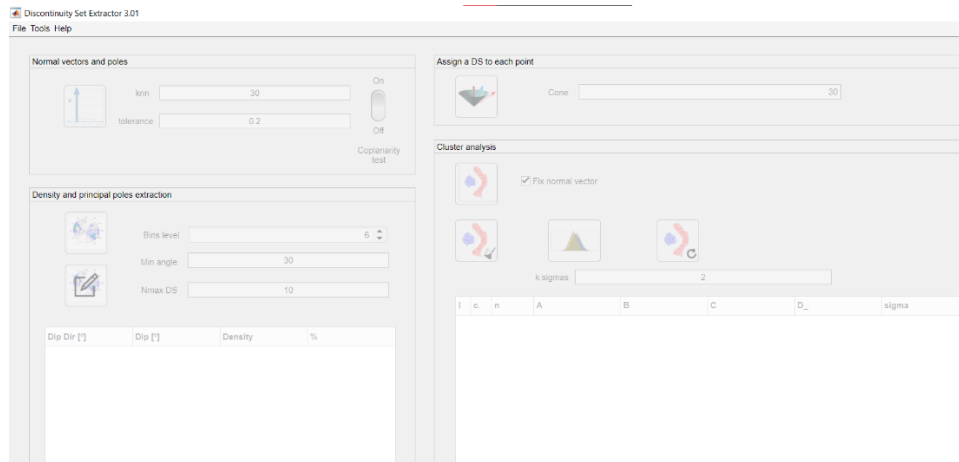 Discontinuity Set Extractor 3.01
File Tools Help
Normal vectors and poles
knn 30
tolerance 0.2
On
Off
Coplanarity
test
Density and principal poles extraction
Bins level 6
Min angle 30
Nmax DS 10
Dip Dir [º] Dip [º] Density %
Assign a DS to each point
Cone 30
Cluster analysis
Fix normal vector
k sigmas 2
I c. n A B C D_ sigma